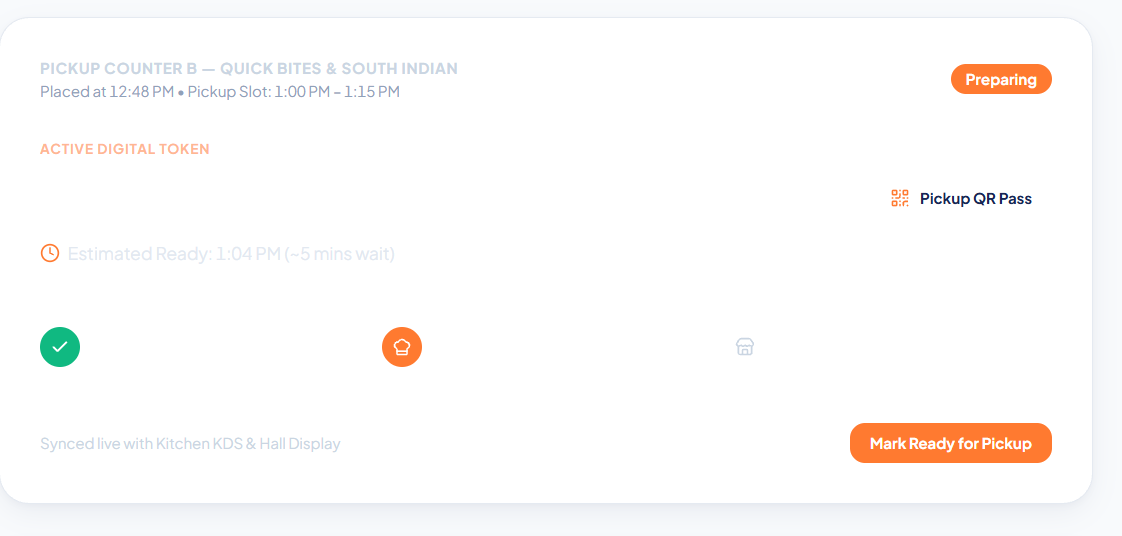 PICKUP COUNTER B — QUICK BITES & SOUTH INDIAN
Preparing
Placed at 12:48 PM • Pickup Slot: 1:00 PM – 1:15 PM
ACTIVE DIGITAL TOKEN
Pickup QR Pass
Estimated Ready: 1:04 PM (~5 mins wait)
Synced live with Kitchen KDS & Hall Display
Mark Ready for Pickup